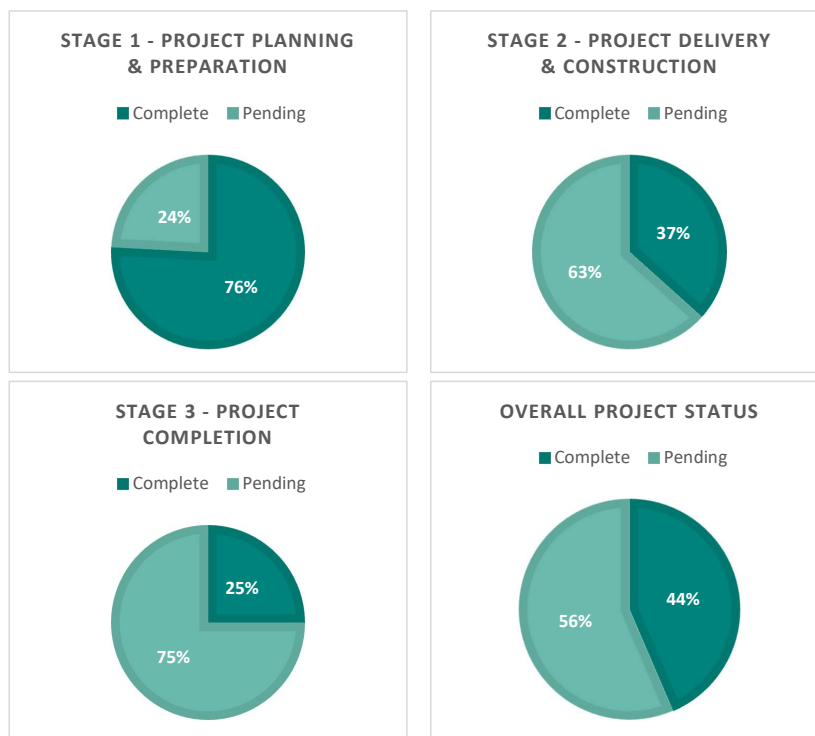 STAGE 1 - PROJECT PLANNING
& PREPARATION
Complete Pending
24%
76%
STAGE 2 - PROJECT DELIVERY
& CONSTRUCTION
Complete Pending
37%
63%
STAGE 3 - PROJECT
COMPLETION
Complete Pending
25%
75%
OVERALL PROJECT STATUS
Complete Pending
44%
56%